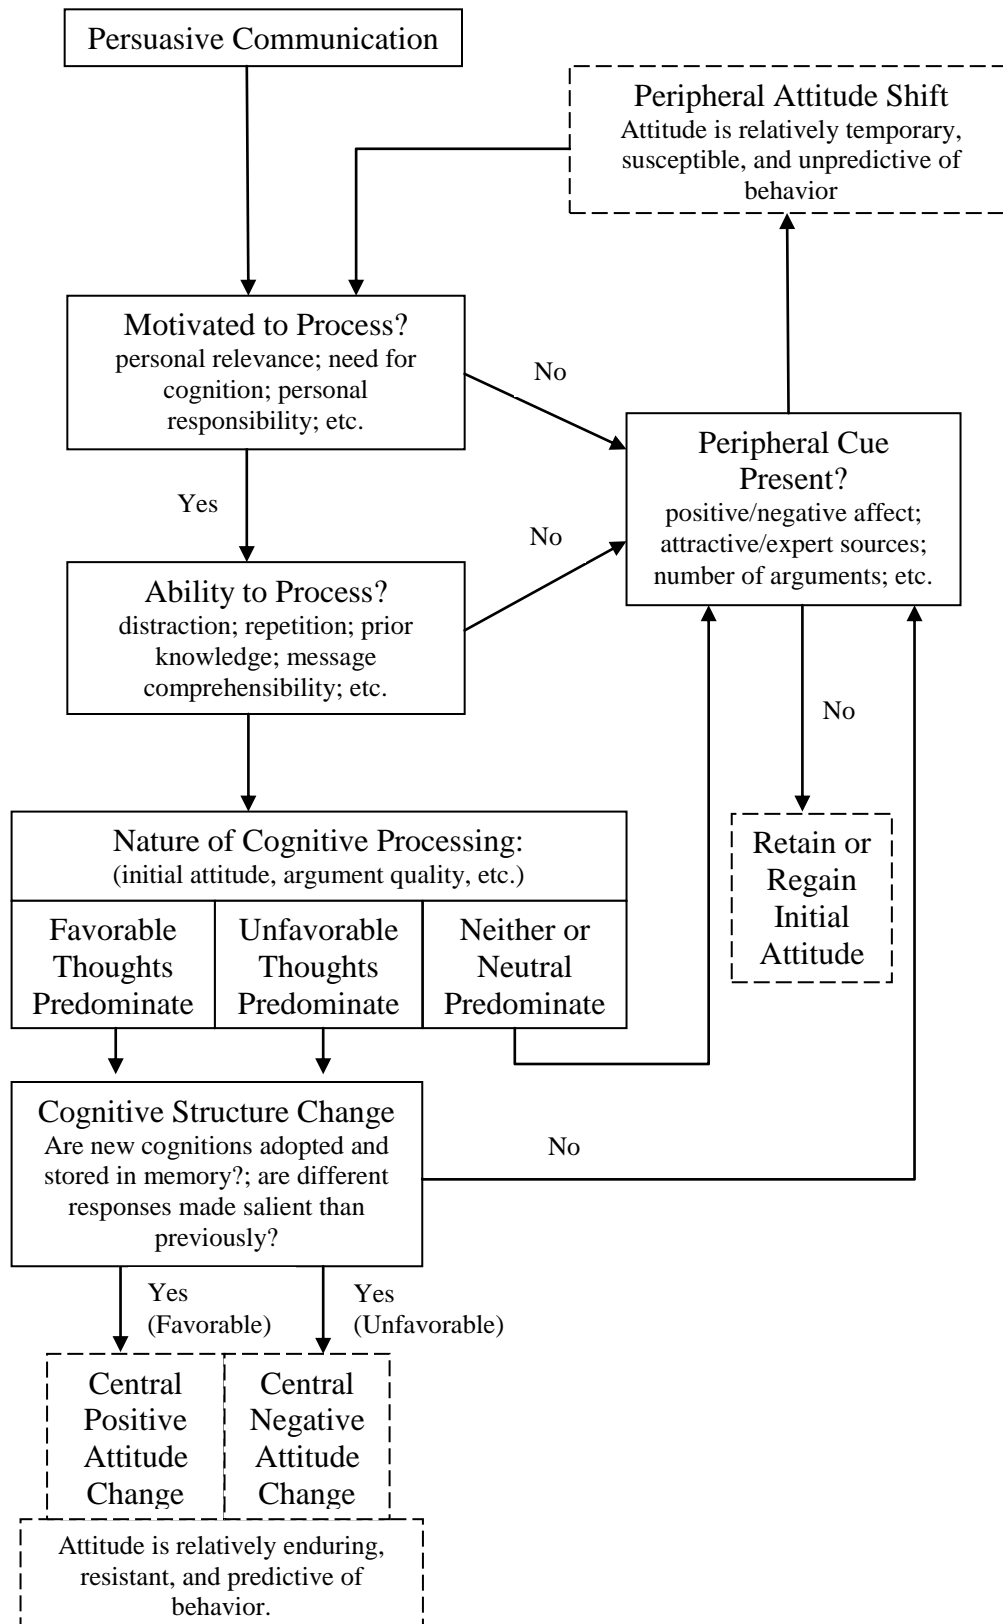 Persuasive Communication
Peripheral Attitude Shift
Attitude is relatively temporary,
susceptible, and unpredictive of
behavior
Motivated to Process?
personal relevance; need for
cognition; personal
responsibility; etc.
No
Peripheral Cue
Present?
positive/negative affect;
attractive/expert sources;
number of arguments; etc.
Yes
No
Ability to Process?
distraction; repetition; prior
knowledge; message
comprehensibility; etc.
No
Nature of Cognitive Processing:
(initial attitude, argument quality, etc.)
Favorable
Thoughts
Predominate
Unfavorable
Thoughts
Predominate
Neither or
Neutral
Predominate
Retain or
Regain
Initial
Attitude
Cognitive Structure Change
Are new cognitions adopted and
stored in memory?; are different
responses made salient than
previously?
No
Yes
(Favorable)
Yes
(Unfavorable)
Central
Positive
Attitude
Change
Central
Negative
Attitude
Change
Attitude is relatively enduring,
resistant, and predictive of
behavior.